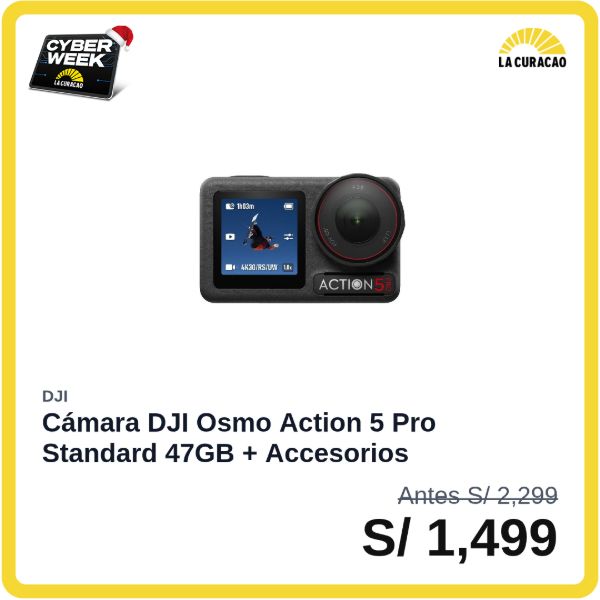 CYBER
WEEK
LA CURACAO
LA CURACAO
1h03m
4K30/RS/UW
1.0x
ACTION 5 PRO
DJI
Cámara DJI Osmo Action 5 Pro
Standard 47GB + Accesorios
Antes S/ 2,299
S/ 1,499